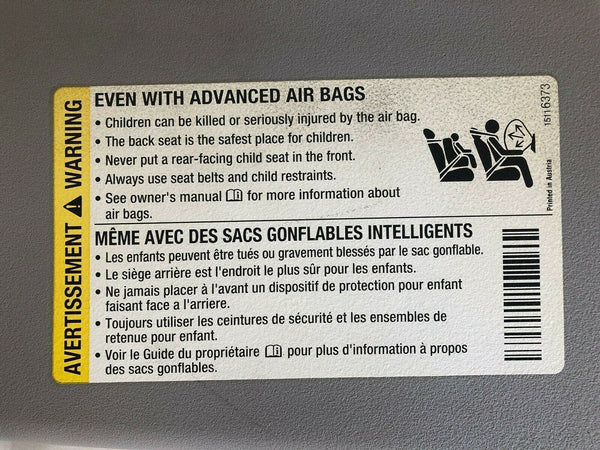 AVERTISSEMENT ⚠ WARNING
EVEN WITH ADVANCED AIR BAGS
• Children can be killed or seriously injured by the air bag.
• The back seat is the safest place for children.
• Never put a rear-facing child seat in the front.
• Always use seat belts and child restraints.
• See owner's manual for more information about
air bags.
15116373
Printed in Austria
MÊME AVEC DES SACS GONFLABLES INTELLIGENTS
• Les enfants peuvent être tués ou gravement blessés par le sac gonflable.
• Le siège arrière est l'endroit le plus sûr pour les enfants.
• Ne jamais placer à l'avant un dispositif de protection pour enfant
faisant face a l'arriere.
• Toujours utiliser les ceintures de sécurité et les ensembles de
retenue pour enfant.
• Voir le Guide du propriétaire pour plus d'information à propos
des sacs gonflables.